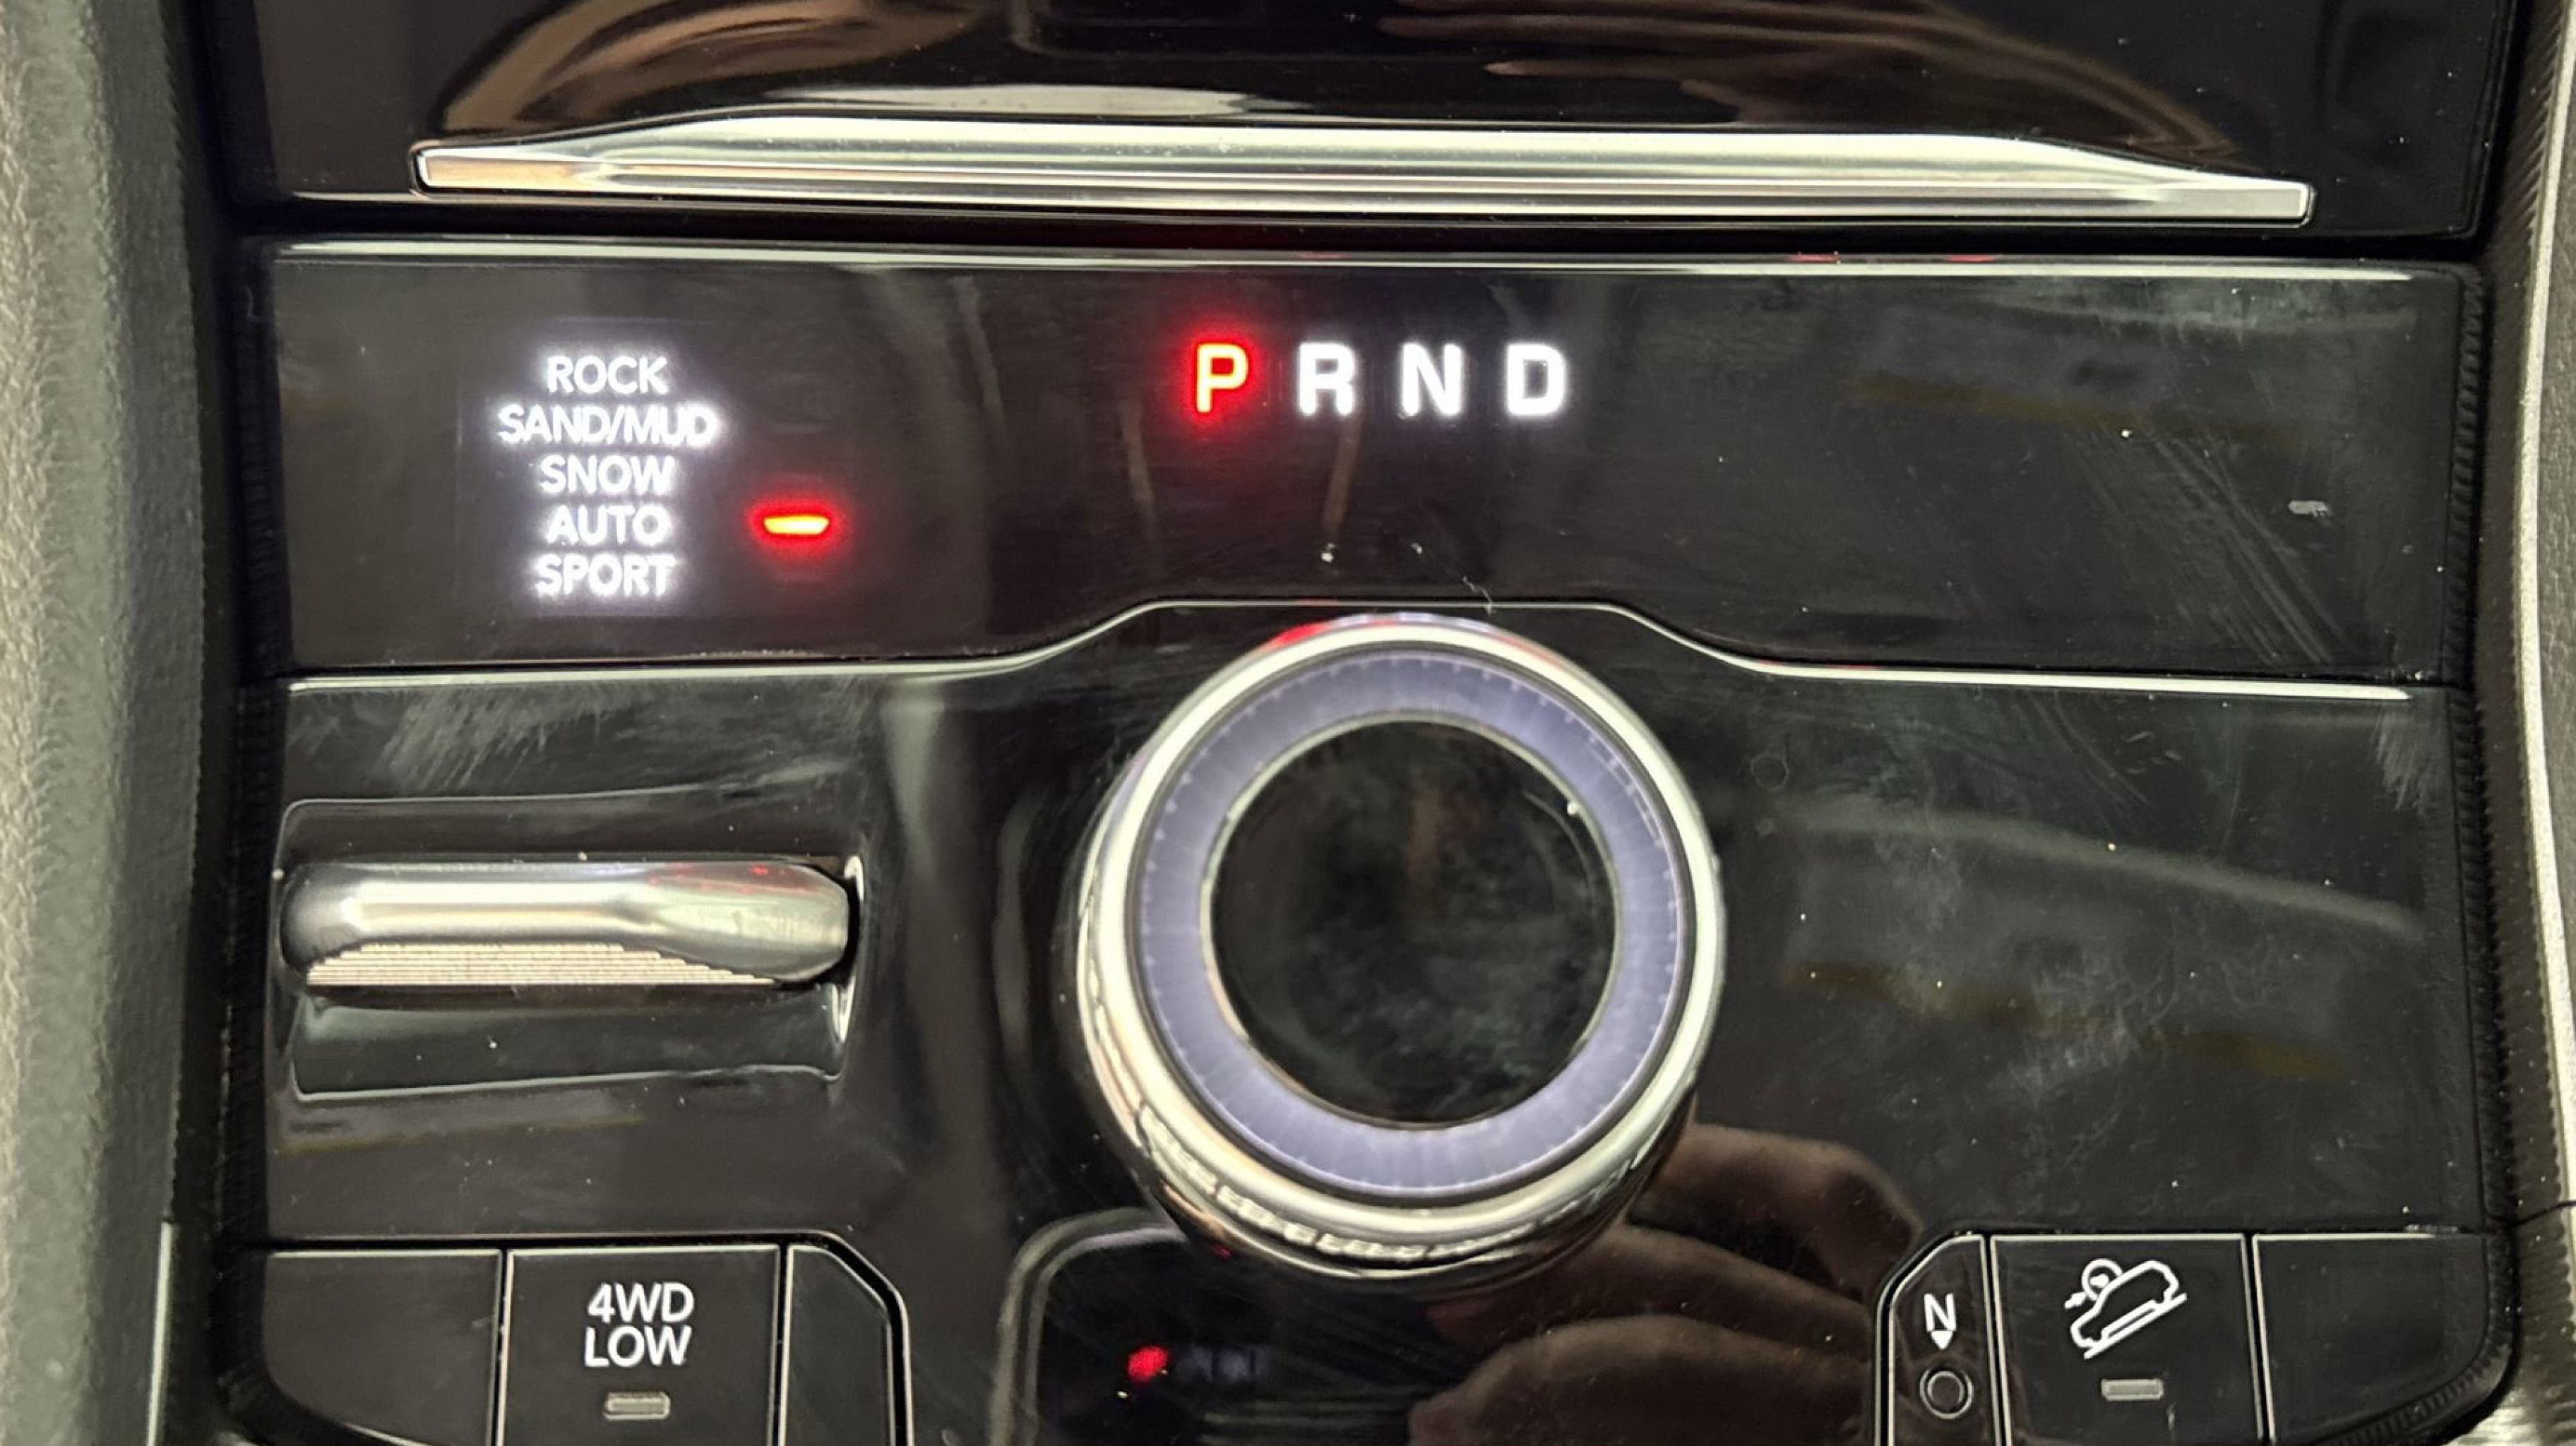 P R N D
ROCK
SAND/MUD
SNOW
AUTO
SPORT
4WD
LOW
N